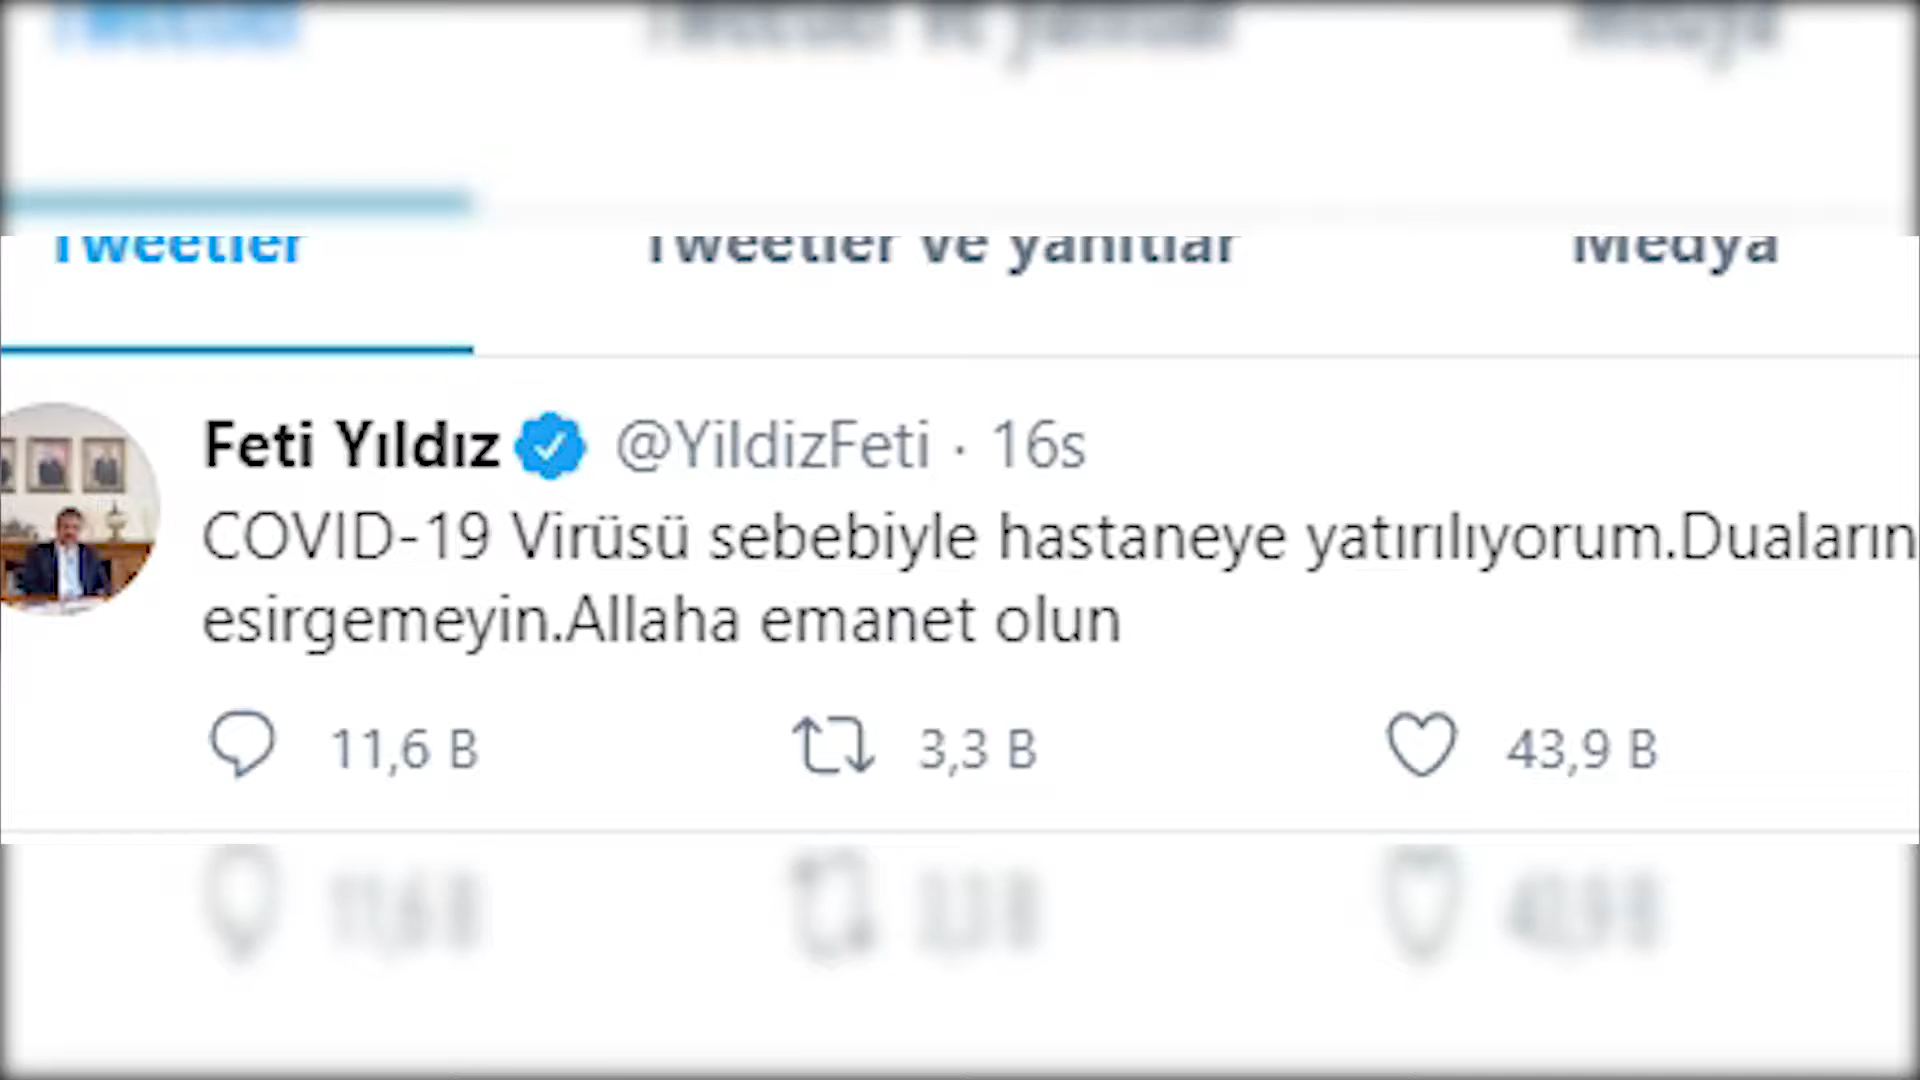 Tweetler Tweetler ve yanıtlar Medya
Feti Yıldız @YildizFeti · 16s
COVID-19 Virüsü sebebiyle hastaneye yatırılıyorum.Duaların
esirgemeyin.Allaha emanet olun
11,6 B 3,3 B 43,9 B